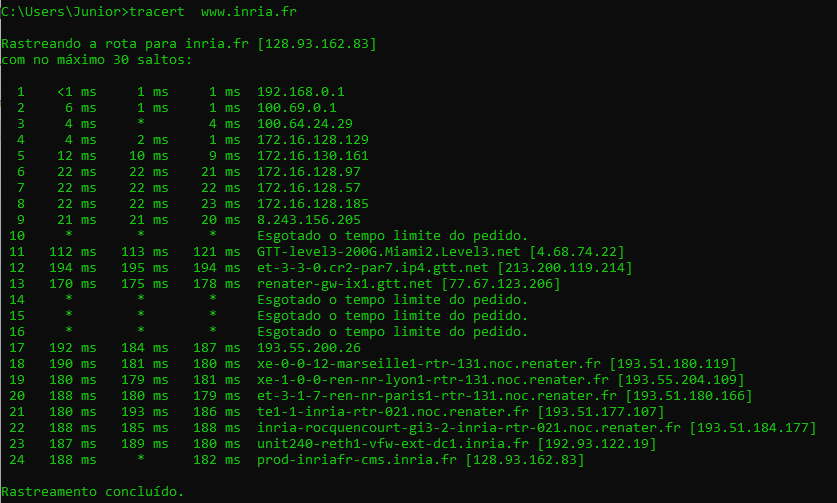 C:\Users\Junior>tracert  www.inria.fr
Rastreando a rota para inria.fr [128.93.162.83]
com no máximo 30 saltos:
  1    <1 ms     1 ms     1 ms  192.168.0.1
  2     6 ms     1 ms     1 ms  100.69.0.1
  3     4 ms     *        4 ms  100.64.24.29
  4     4 ms     2 ms     1 ms  172.16.128.129
  5    12 ms    10 ms     9 ms  172.16.130.161
  6    22 ms    22 ms    21 ms  172.16.128.97
  7    22 ms    22 ms    22 ms  172.16.128.57
  8    22 ms    22 ms    23 ms  172.16.128.185
  9    21 ms    21 ms    20 ms  8.243.156.205
 10     *        *        *     Esgotado o tempo limite do pedido.
 11   112 ms   113 ms   121 ms  GTT-level3-200G.Miami2.Level3.net [4.68.74.22]
 12   194 ms   195 ms   194 ms  et-3-3-0.cr2-par7.ip4.gtt.net [213.200.119.214]
 13   170 ms   175 ms   178 ms  renater-gw-ix1.gtt.net [77.67.123.206]
 14     *        *        *     Esgotado o tempo limite do pedido.
 15     *        *        *     Esgotado o tempo limite do pedido.
 16     *        *        *     Esgotado o tempo limite do pedido.
 17   192 ms   184 ms   187 ms  193.55.200.26
 18   190 ms   181 ms   180 ms  xe-0-0-12-marseille1-rtr-131.noc.renater.fr [193.51.180.119]
 19   180 ms   179 ms   181 ms  xe-1-0-0-ren-nr-lyon1-rtr-131.noc.renater.fr [193.55.204.109]
 20   188 ms   180 ms   179 ms  et-3-1-7-ren-nr-paris1-rtr-131.noc.renater.fr [193.51.180.166]
 21   180 ms   193 ms   186 ms  te1-1-inria-rtr-021.noc.renater.fr [193.51.177.107]
 22   188 ms   185 ms   188 ms  inria-rocquencourt-gi3-2-inria-rtr-021.noc.renater.fr [193.51.184.177]
 23   187 ms   189 ms   180 ms  unit240-reth1-vfw-ext-dc1.inria.fr [192.93.122.19]
 24   188 ms     *      182 ms  prod-inriafr-cms.inria.fr [128.93.162.83]
Rastreamento concluído.